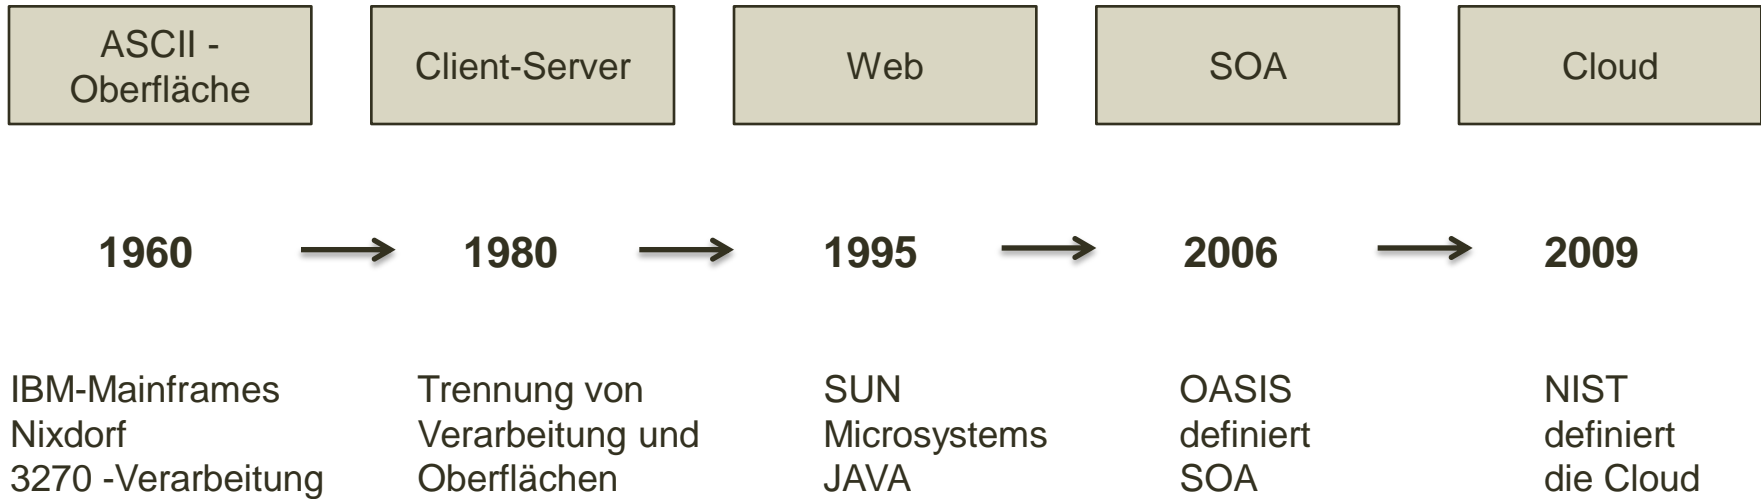 ASCII -
Oberfläche
Client-Server
Web
SOA
Cloud
1960
1980
1995
2006
2009
IBM-Mainframes
Nixdorf
3270 -Verarbeitung
Trennung von
Verarbeitung und
Oberflächen
SUN
Microsystems
JAVA
OASIS
definiert
SOA
NIST
definiert
die Cloud